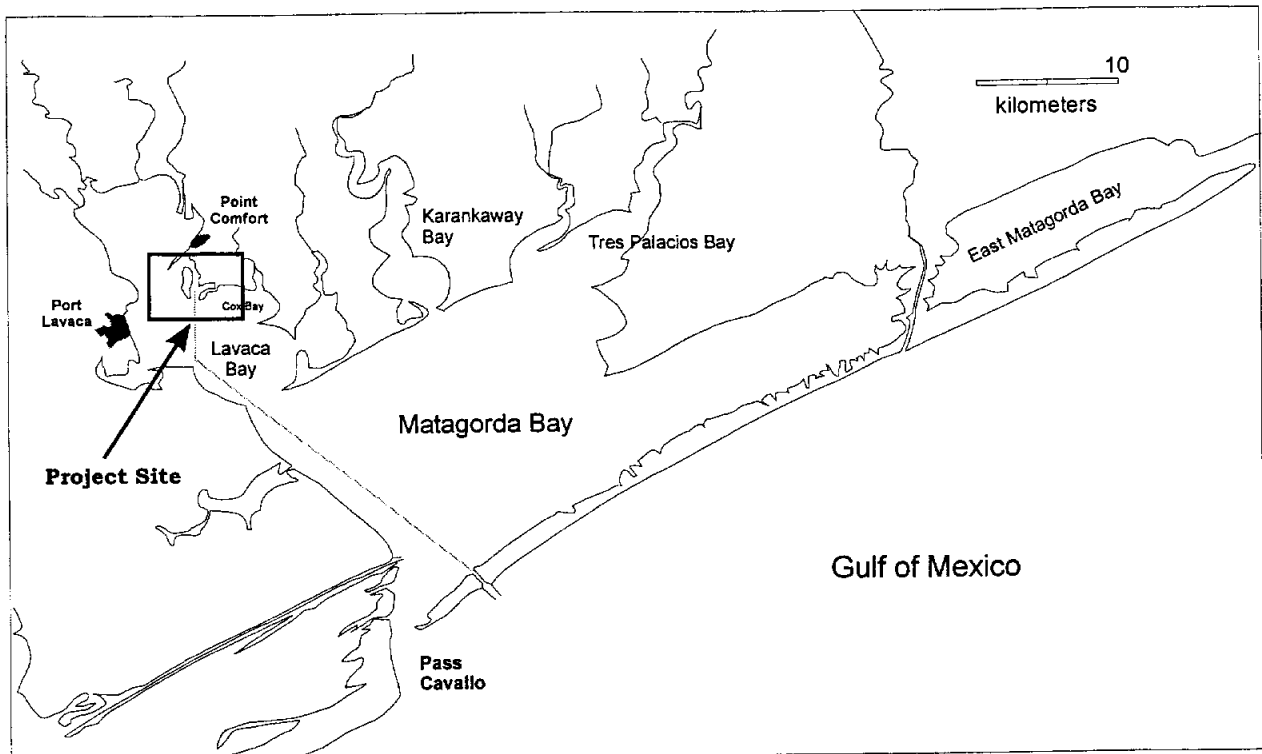 10
kilometers
Point
Comfort
Karankaway
Bay
Tres Palacios Bay
East Matagorda Bay
Port
Lavaca
Cox Bay
Lavaca
Bay
Matagorda Bay
Project Site
Gulf of Mexico
Pass
Cavallo